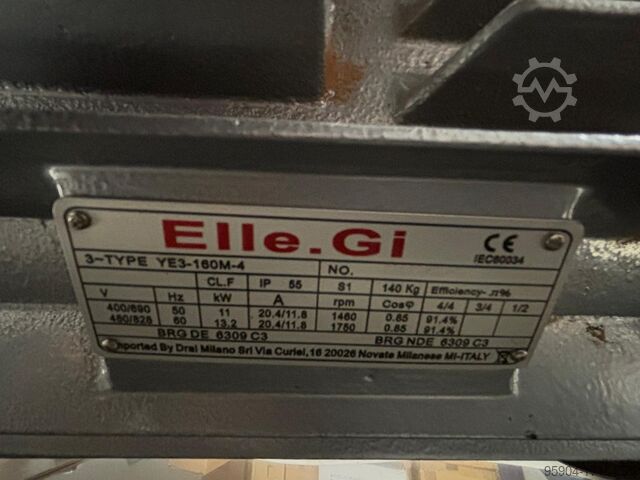 Elle.Gi
CE
IEC60034
3~TYPE YE3-160M-4
NO.
CL.F IP 55 S1 140 Kg Efficiency-η%
V Hz kW A rpm Cosφ 4/4 3/4 1/2
400/690 50 11 20.4/11.8 1460 0.85 91.4%
460/828 60 13.2 20.4/11.8 1750 0.85 91.4%
BRG DE 6309 C3 BRG NDE 6309 C3
Imported By Dral Milano Srl Via Curiel,16 20026 Novate Milanese MI-ITALY